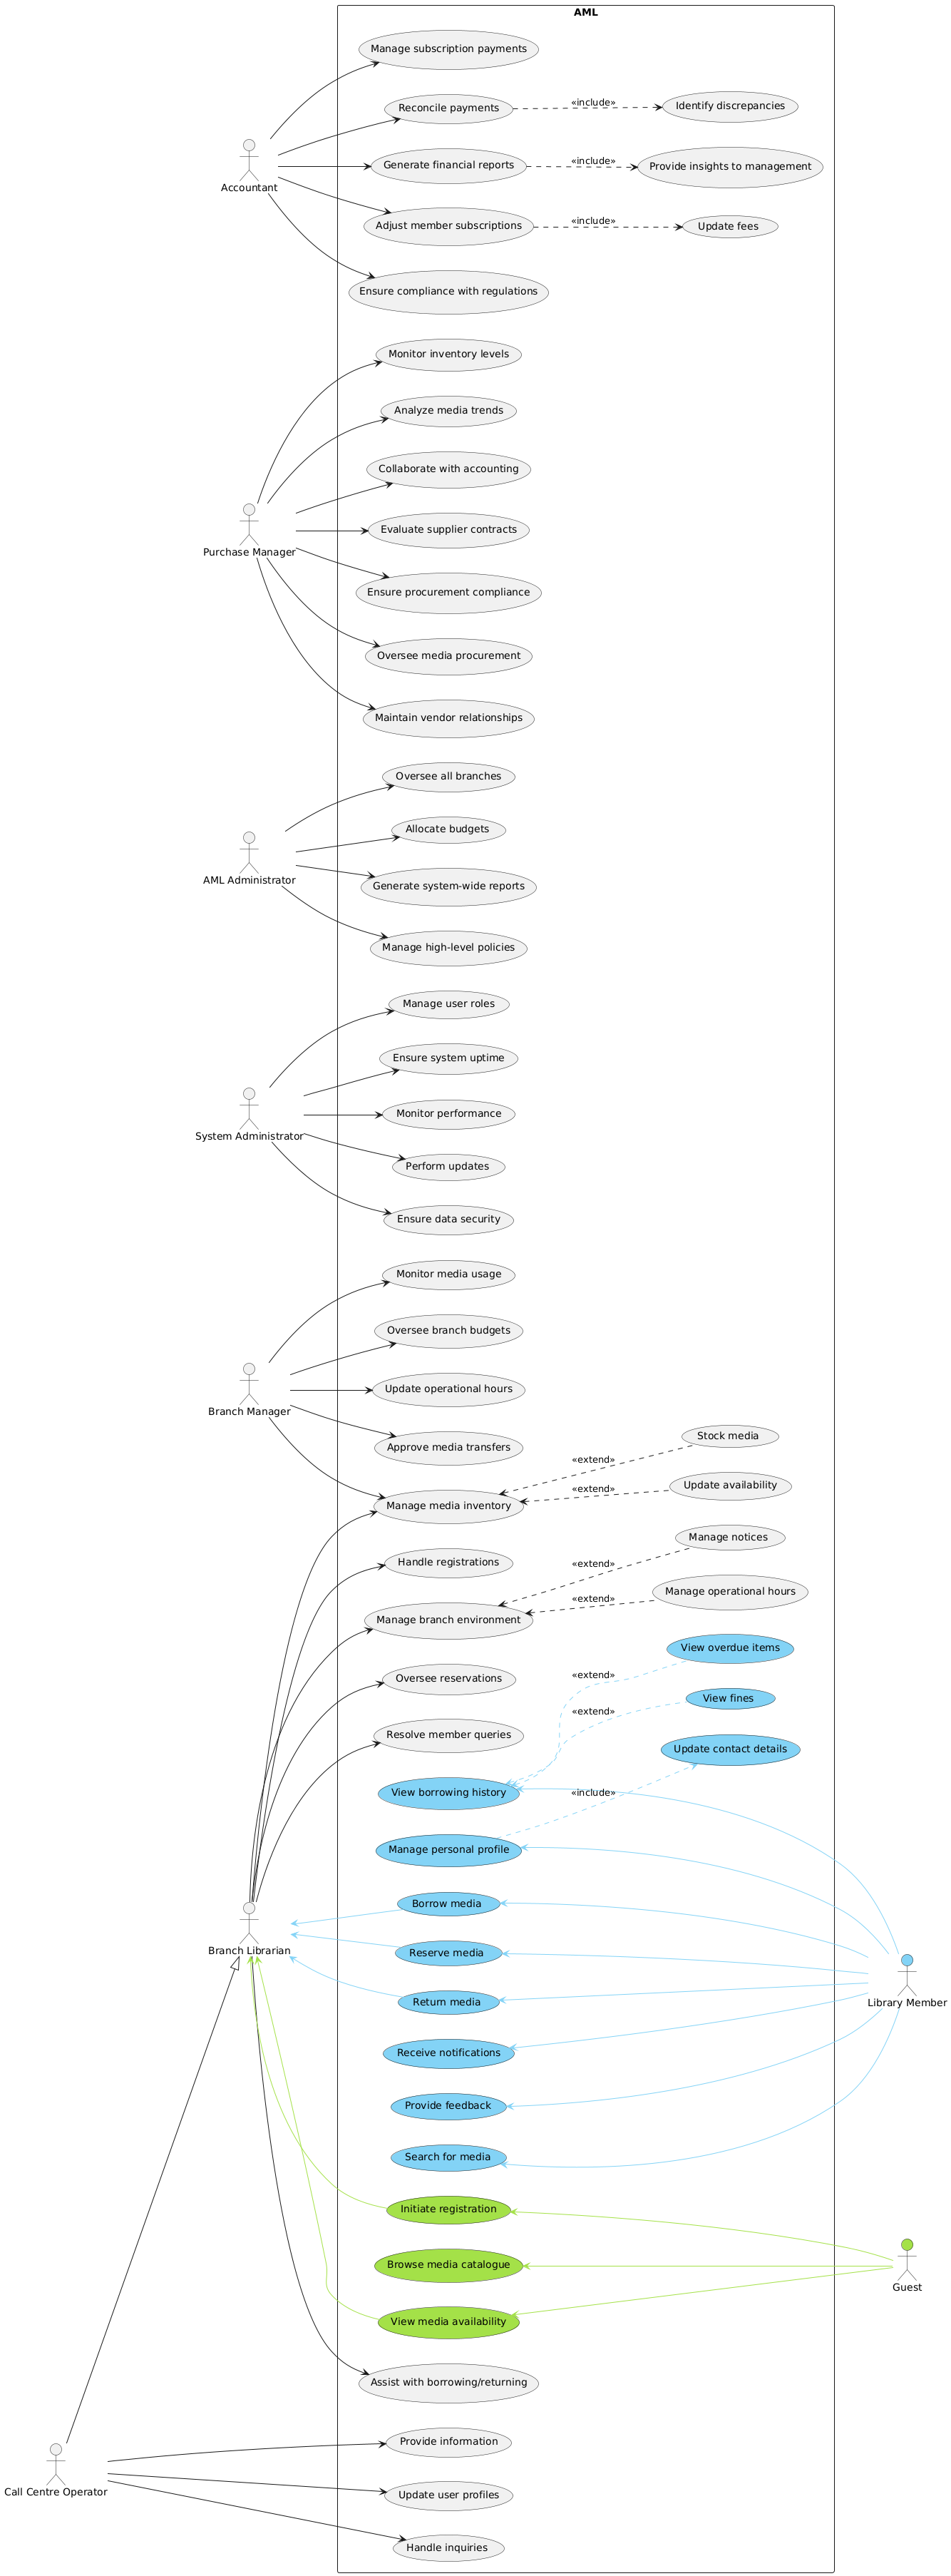 AML
Manage subscription payments
Reconcile payments
«include»
Identify discrepancies
Accountant
Generate financial reports
«include»
Provide insights to management
Adjust member subscriptions
«include»
Update fees
Ensure compliance with regulations
Monitor inventory levels
Analyze media trends
Collaborate with accounting
Purchase Manager
Evaluate supplier contracts
Ensure procurement compliance
Oversee media procurement
Maintain vendor relationships
Oversee all branches
Allocate budgets
AML Administrator
Generate system-wide reports
Manage high-level policies
Manage user roles
Ensure system uptime
Monitor performance
System Administrator
Perform updates
Ensure data security
Monitor media usage
Oversee branch budgets
Update operational hours
Branch Manager
Approve media transfers
Stock media
«extend»
Update availability
«extend»
Manage media inventory
Manage notices
«extend»
Handle registrations
Manage operational hours
«extend»
Manage branch environment
View overdue items
«extend»
Oversee reservations
View fines
«extend»
Resolve member queries
Update contact details
View borrowing history
«include»
Manage personal profile
Borrow media
Branch Librarian
Reserve media
Return media
Library Member
Receive notifications
Provide feedback
Search for media
Initiate registration
Browse media catalogue
Guest
View media availability
Assist with borrowing/returning
Provide information
Call Centre Operator
Update user profiles
Handle inquiries